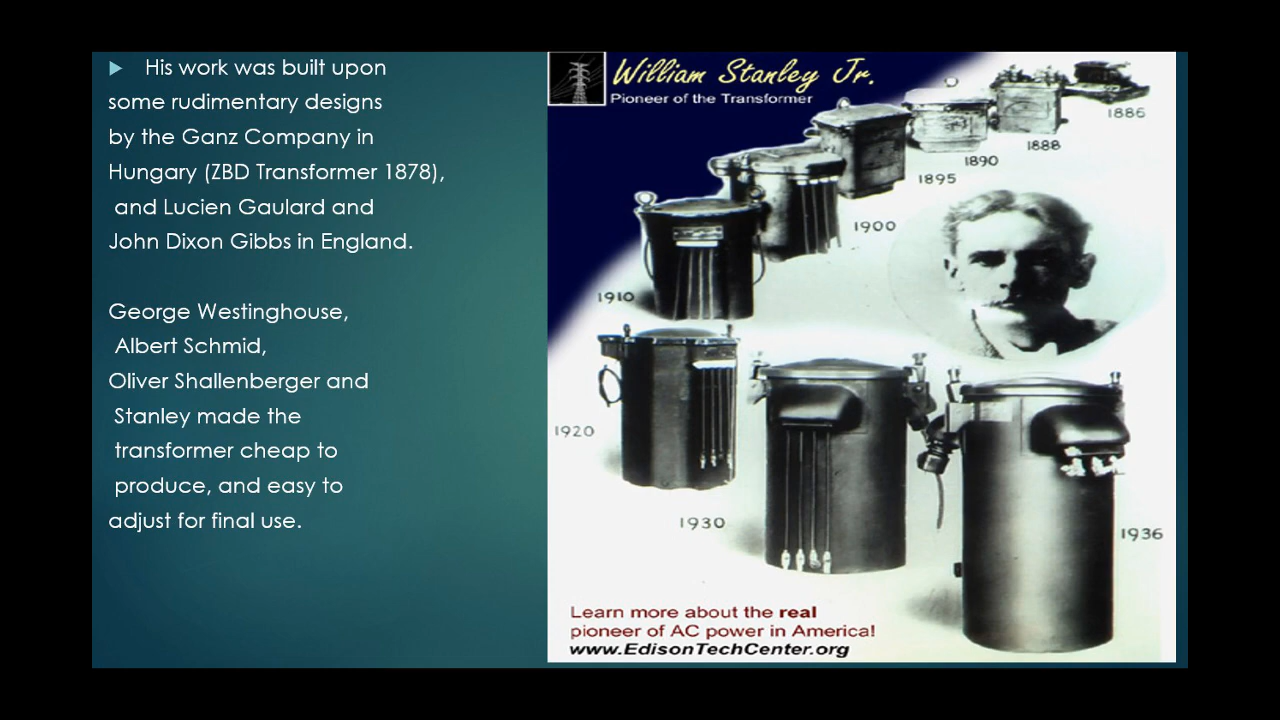 His work was built upon
some rudimentary designs
by the Ganz Company in
Hungary (ZBD Transformer 1878),
and Lucien Gaulard and
John Dixon Gibbs in England.
George Westinghouse,
Albert Schmid,
Oliver Shallenberger and
Stanley made the
transformer cheap to
produce, and easy to
adjust for final use.
William Stanley Jr.
Pioneer of the Transformer
1886
1888
1890
1895
1900
1910
1920
1930
1936
Learn more about the real
pioneer of AC power in America!
www.EdisonTechCenter.org